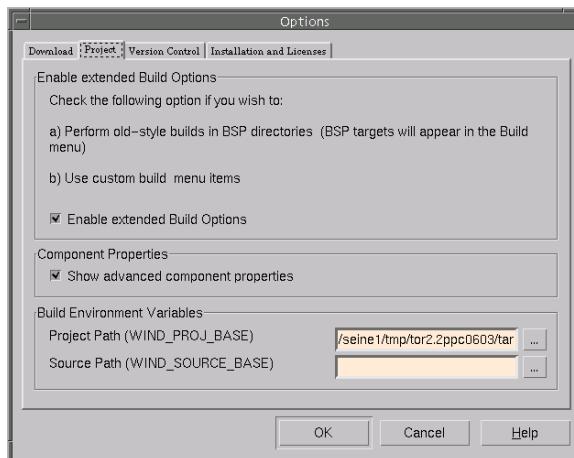 Options
Download Project Version Control Installation and Licenses
Enable extended Build Options
Check the following option if you wish to:
a) Perform old-style builds in BSP directories (BSP targets will appear in the Build
menu)
b) Use custom build menu items
Enable extended Build Options
Component Properties
Show advanced component properties
Build Environment Variables
Project Path (WIND_PROJ_BASE) /seine1/tmp/tor2.2ppc0603/tar ...
Source Path (WIND_SOURCE_BASE) ...
OK Cancel Help